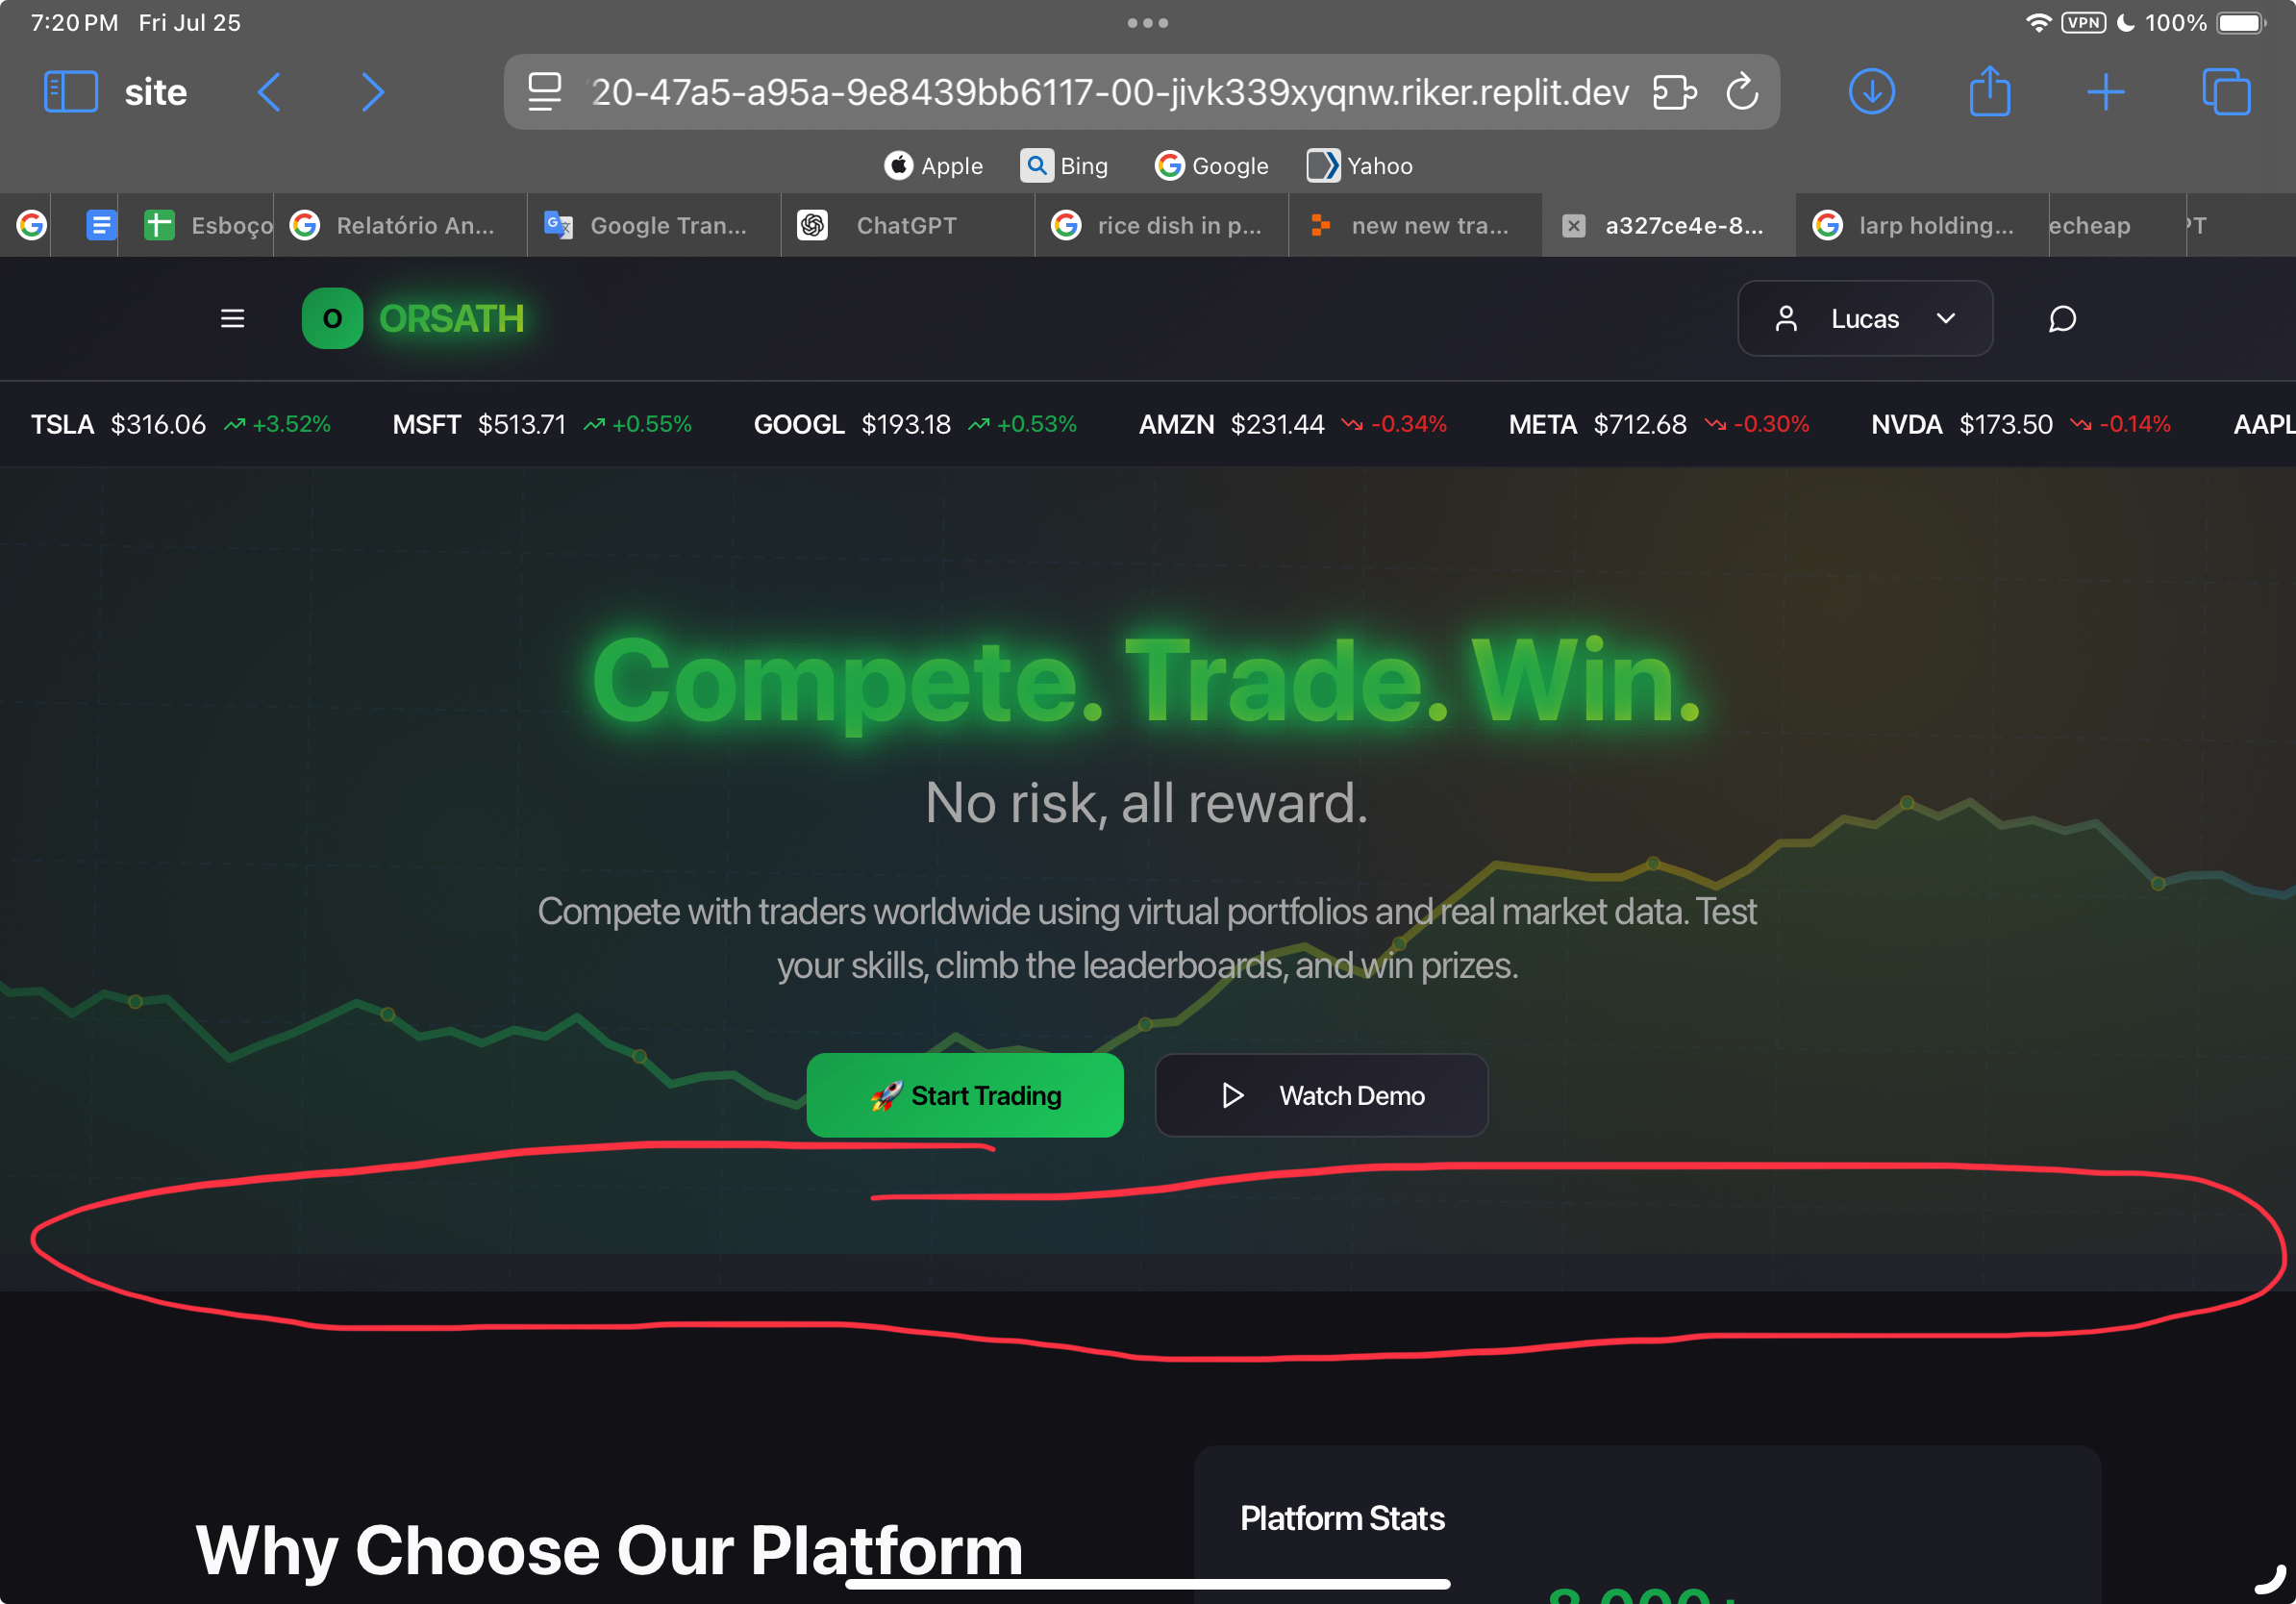 7:20 PM Fri Jul 25
VPN 100%
site
20-47a5-a95a-9e8439bb6117-00-jivk339xyqnw.riker.replit.dev
Apple Bing Google Yahoo
Esboço Relatório An... Google Tran... ChatGPT rice dish in p... new new tra... a327ce4e-8... larp holding... echeap
O ORSATH Lucas
TSLA $316.06 +3.52% MSFT $513.71 +0.55% GOOGL $193.18 +0.53% AMZN $231.44 -0.34% META $712.68 -0.30% NVDA $173.50 -0.14% AAPL
Compete. Trade. Win.
No risk, all reward.
Compete with traders worldwide using virtual portfolios and real market data. Test
your skills, climb the leaderboards, and win prizes.
🚀 Start Trading Watch Demo
Platform Stats
Why Choose Our Platform